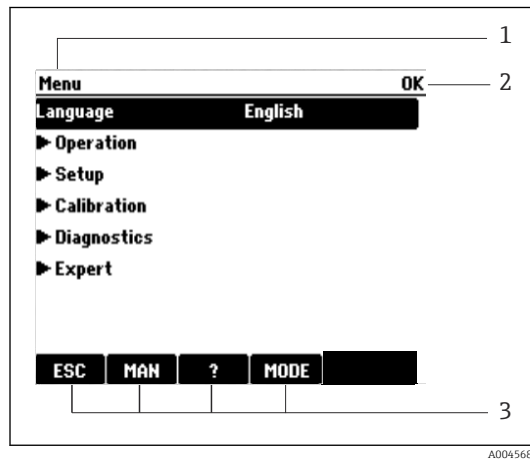 1
Menu OK 2
Language English
Operation
Setup
Calibration
Diagnostics
Expert
ESC MAN ? MODE
3